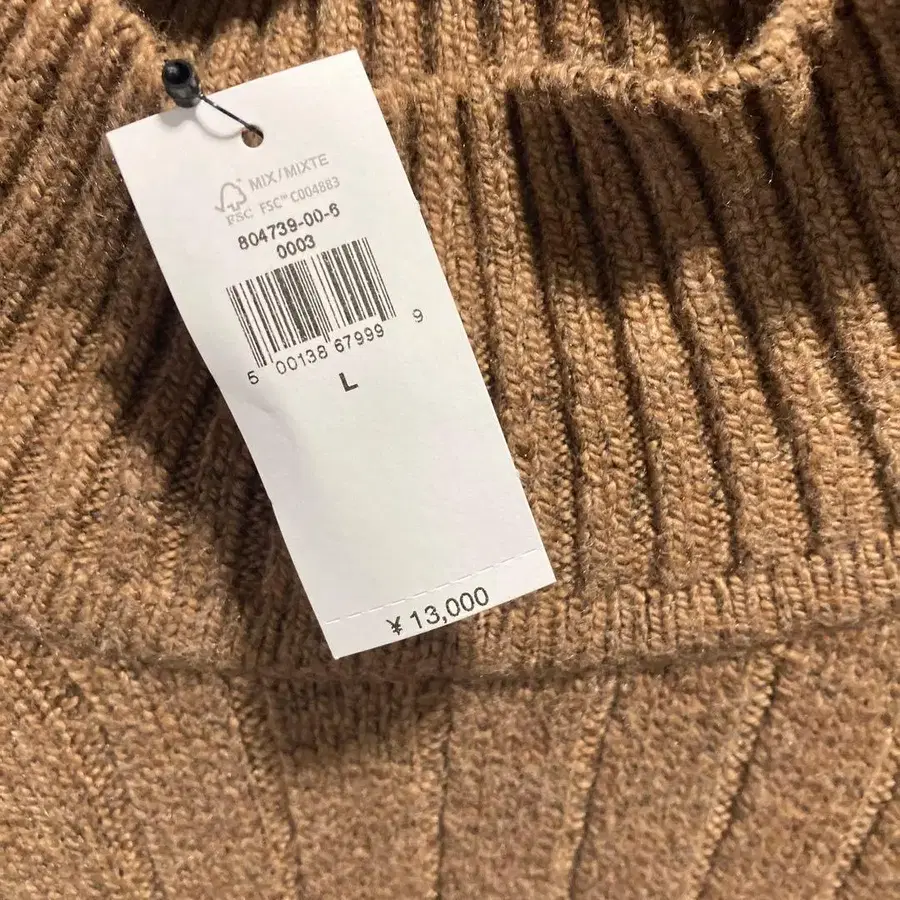 MIX/MIXTE
FSC FSC™ C004883
804739-00-6
0003
5 00138 67999 9
L
¥ 13,000